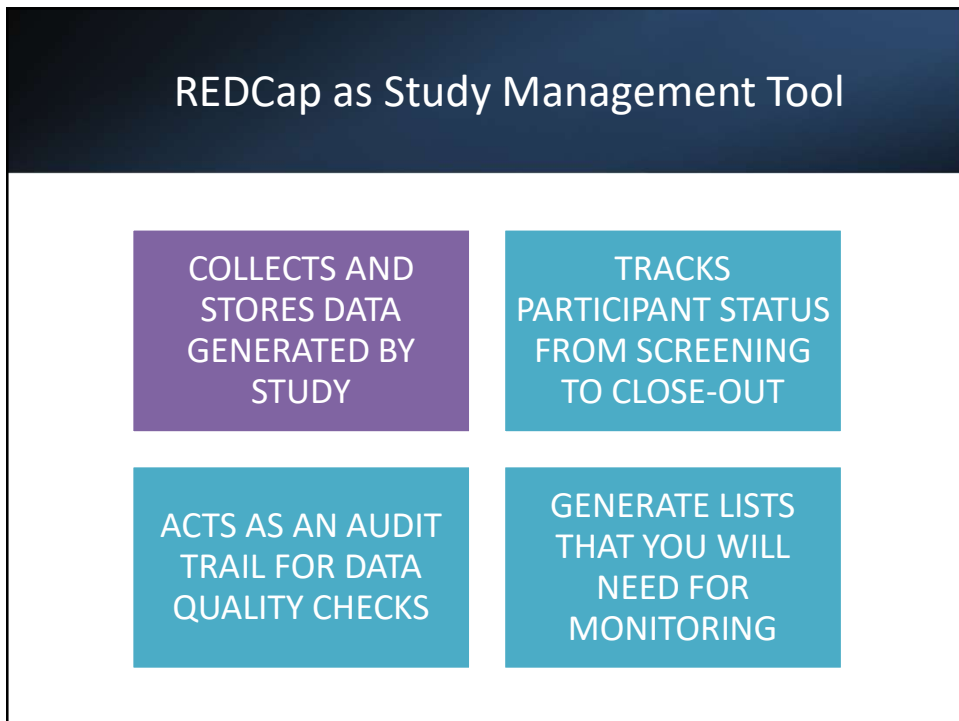 REDCap as Study Management Tool
COLLECTS AND
STORES DATA
GENERATED BY
STUDY
TRACKS
PARTICIPANT STATUS
FROM SCREENING
TO CLOSE-OUT
ACTS AS AN AUDIT
TRAIL FOR DATA
QUALITY CHECKS
GENERATE LISTS
THAT YOU WILL
NEED FOR
MONITORING